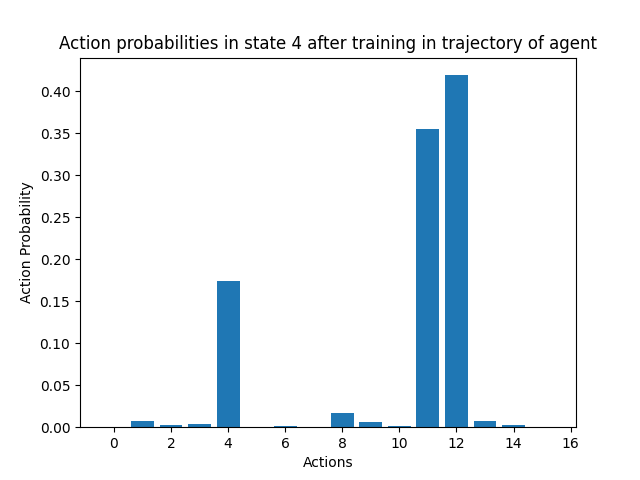 Action probabilities in state 4 after training in trajectory of agent
0.40
0.35
0.30
0.25
0.20
0.15
0.10
0.05
0.00
Action Probability
0 2 4 6 8 10 12 14 16
Actions